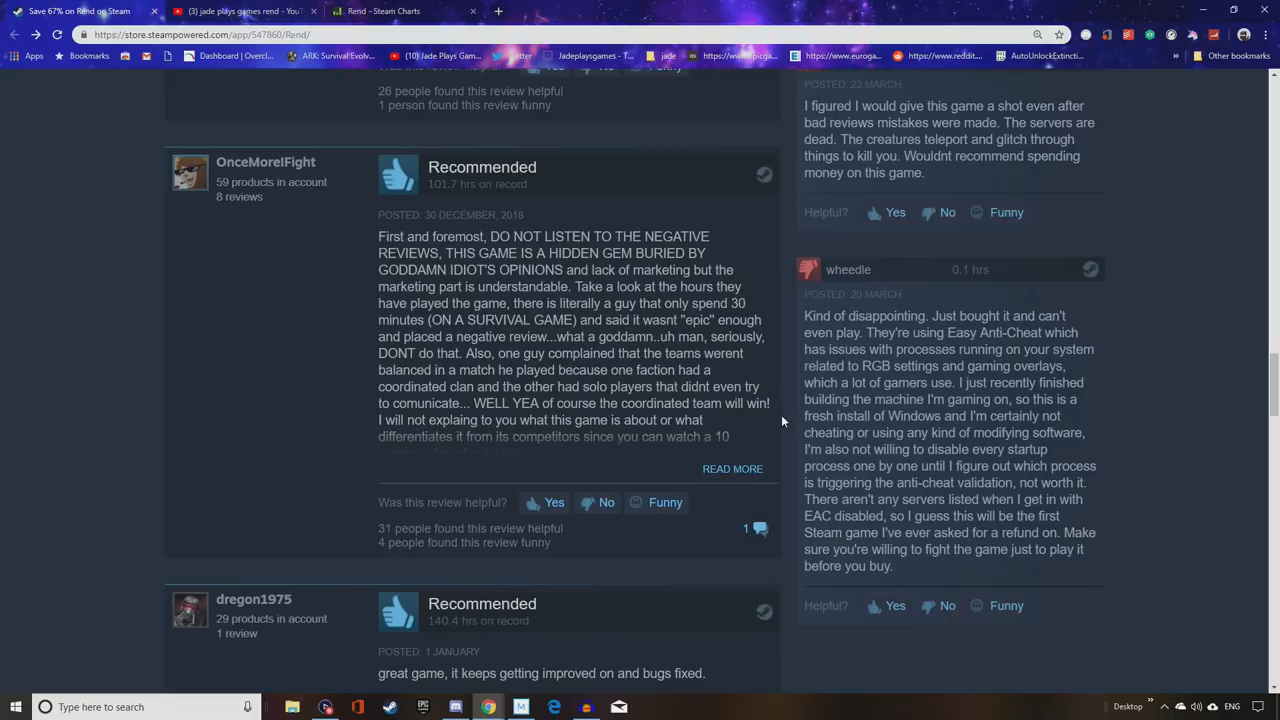 Save 67% on Rend on Steam
(3) jade plays games rend - YouT
Rend - Steam Charts
https://store.steampowered.com/app/547860/Rend/
Apps
Bookmarks
Dashboard | Overcl...
ARK: Survival Evolv...
(10) Jade Plays Gam...
Twitter
Jadeplaysgames - T...
jade
https://www.epicga
https://www.euroga...
https://www.reddit...
AutoUnlockExtincti...
»
Other bookmarks
26 people found this review helpful
1 person found this review funny
OnceMoreIFight
59 products in account
8 reviews
Recommended
101.7 hrs on record
POSTED: 30 DECEMBER, 2018
First and foremost, DO NOT LISTEN TO THE NEGATIVE
REVIEWS, THIS GAME IS A HIDDEN GEM BURIED BY
GODDAMN IDIOT'S OPINIONS and lack of marketing but the
marketing part is understandable. Take a look at the hours they
have played the game, there is literally a guy that only spend 30
minutes (ON A SURVIVAL GAME) and said it wasnt "epic" enough
and placed a negative review...what a goddamn..uh man, seriously,
DONT do that. Also, one guy complained that the teams werent
balanced in a match he played because one faction had a
coordinated clan and the other had solo players that didnt even try
to comunicate... WELL YEA of course the coordinated team will win!
I will not explaing to you what this game is about or what
differentiates it from its competitors since you can watch a 10
READ MORE
Was this review helpful?
Yes
No
Funny
31 people found this review helpful
4 people found this review funny
1
dregon1975
29 products in account
1 review
Recommended
140.4 hrs on record
POSTED: 1 JANUARY
great game, it keeps getting improved on and bugs fixed.
POSTED: 23 MARCH
I figured I would give this game a shot even after
bad reviews mistakes were made. The servers are
dead. The creatures teleport and glitch through
things to kill you. Wouldnt recommend spending
money on this game.
Helpful?
Yes
No
Funny
wheedle
0.1 hrs
POSTED: 20 MARCH
Kind of disappointing. Just bought it and can't
even play. They're using Easy Anti-Cheat which
has issues with processes running on your system
related to RGB settings and gaming overlays,
which a lot of gamers use. I just recently finished
building the machine I'm gaming on, so this is a
fresh install of Windows and I'm certainly not
cheating or using any kind of modifying software,
I'm also not willing to disable every startup
process one by one until I figure out which process
is triggering the anti-cheat validation, not worth it.
There aren't any servers listed when I get in with
EAC disabled, so I guess this will be the first
Steam game I've ever asked for a refund on. Make
sure you're willing to fight the game just to play it
before you buy.
Helpful?
Yes
No
Funny
Type here to search
EPIC
M
Desktop
»
ENG